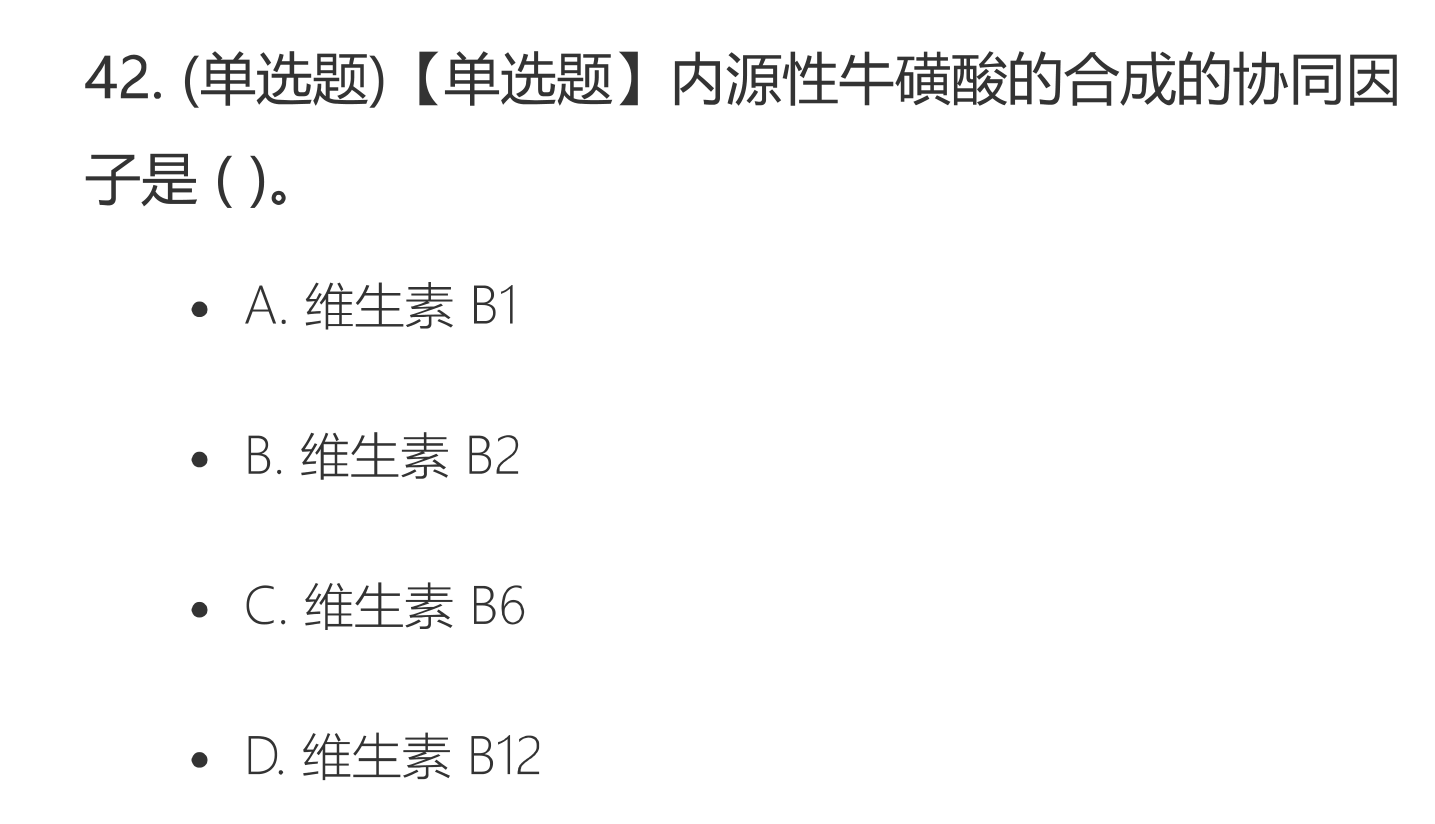 42. (单选题)【单选题】内源性牛磺酸的合成的协同因
子是 ( )。
• A. 维生素 B1
• B. 维生素 B2
• C. 维生素 B6
• D. 维生素 B12